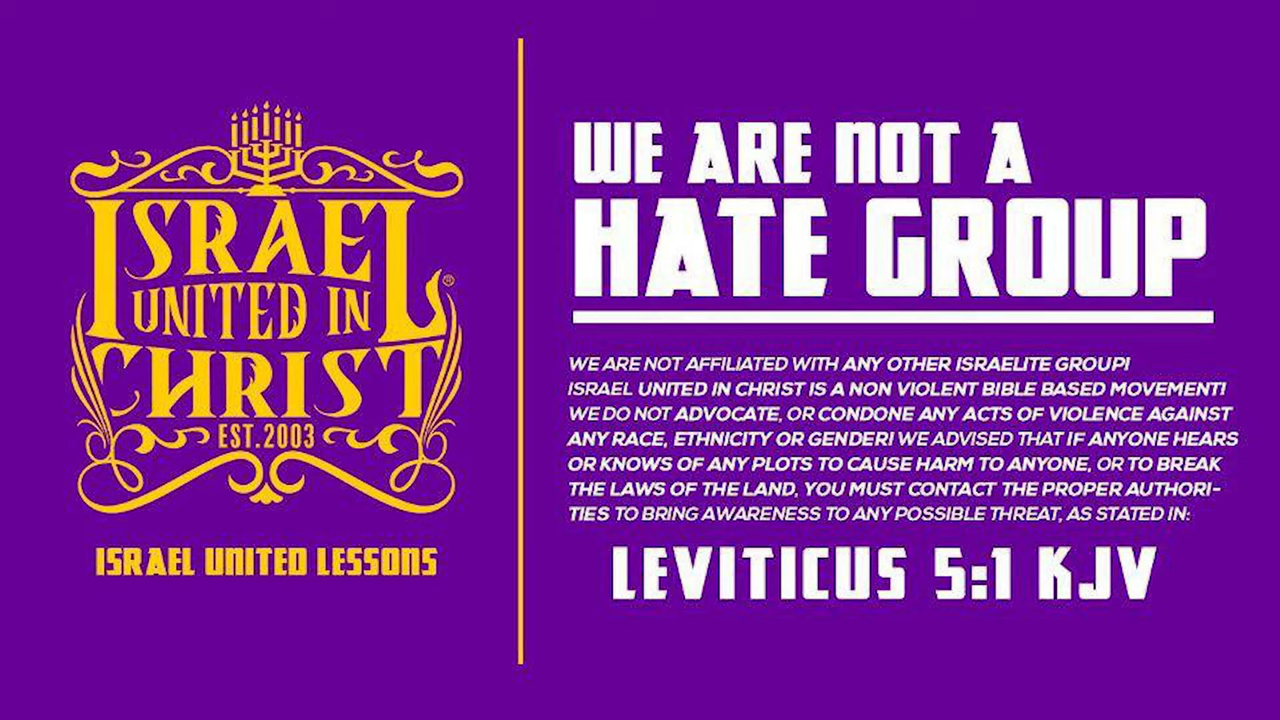 ISRAEL
UNITED IN
CHRIST
®
EST.2003
ISRAEL UNITED LESSONS
WE ARE NOT A
HATE GROUP
WE ARE NOT AFFILIATED WITH ANY OTHER ISRAELITE GROUP!
ISRAEL UNITED IN CHRIST IS A NON VIOLENT BIBLE BASED MOVEMENT!
WE DO NOT ADVOCATE, OR CONDONE ANY ACTS OF VIOLENCE AGAINST
ANY RACE, ETHNICITY OR GENDER! WE ADVISED THAT IF ANYONE HEARS
OR KNOWS OF ANY PLOTS TO CAUSE HARM TO ANYONE, OR TO BREAK
THE LAWS OF THE LAND, YOU MUST CONTACT THE PROPER AUTHORI-
TIES TO BRING AWARENESS TO ANY POSSIBLE THREAT, AS STATED IN:
LEVITICUS 5:1 KJV